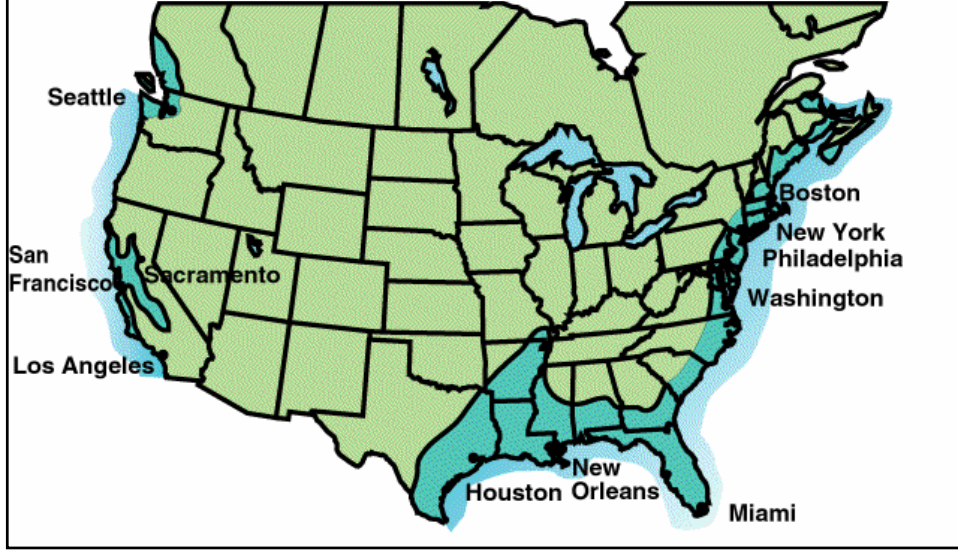 Seattle
Boston
New York
Philadelphia
San
Francisco
Sacramento
Washington
Los Angeles
New
Houston Orleans
Miami